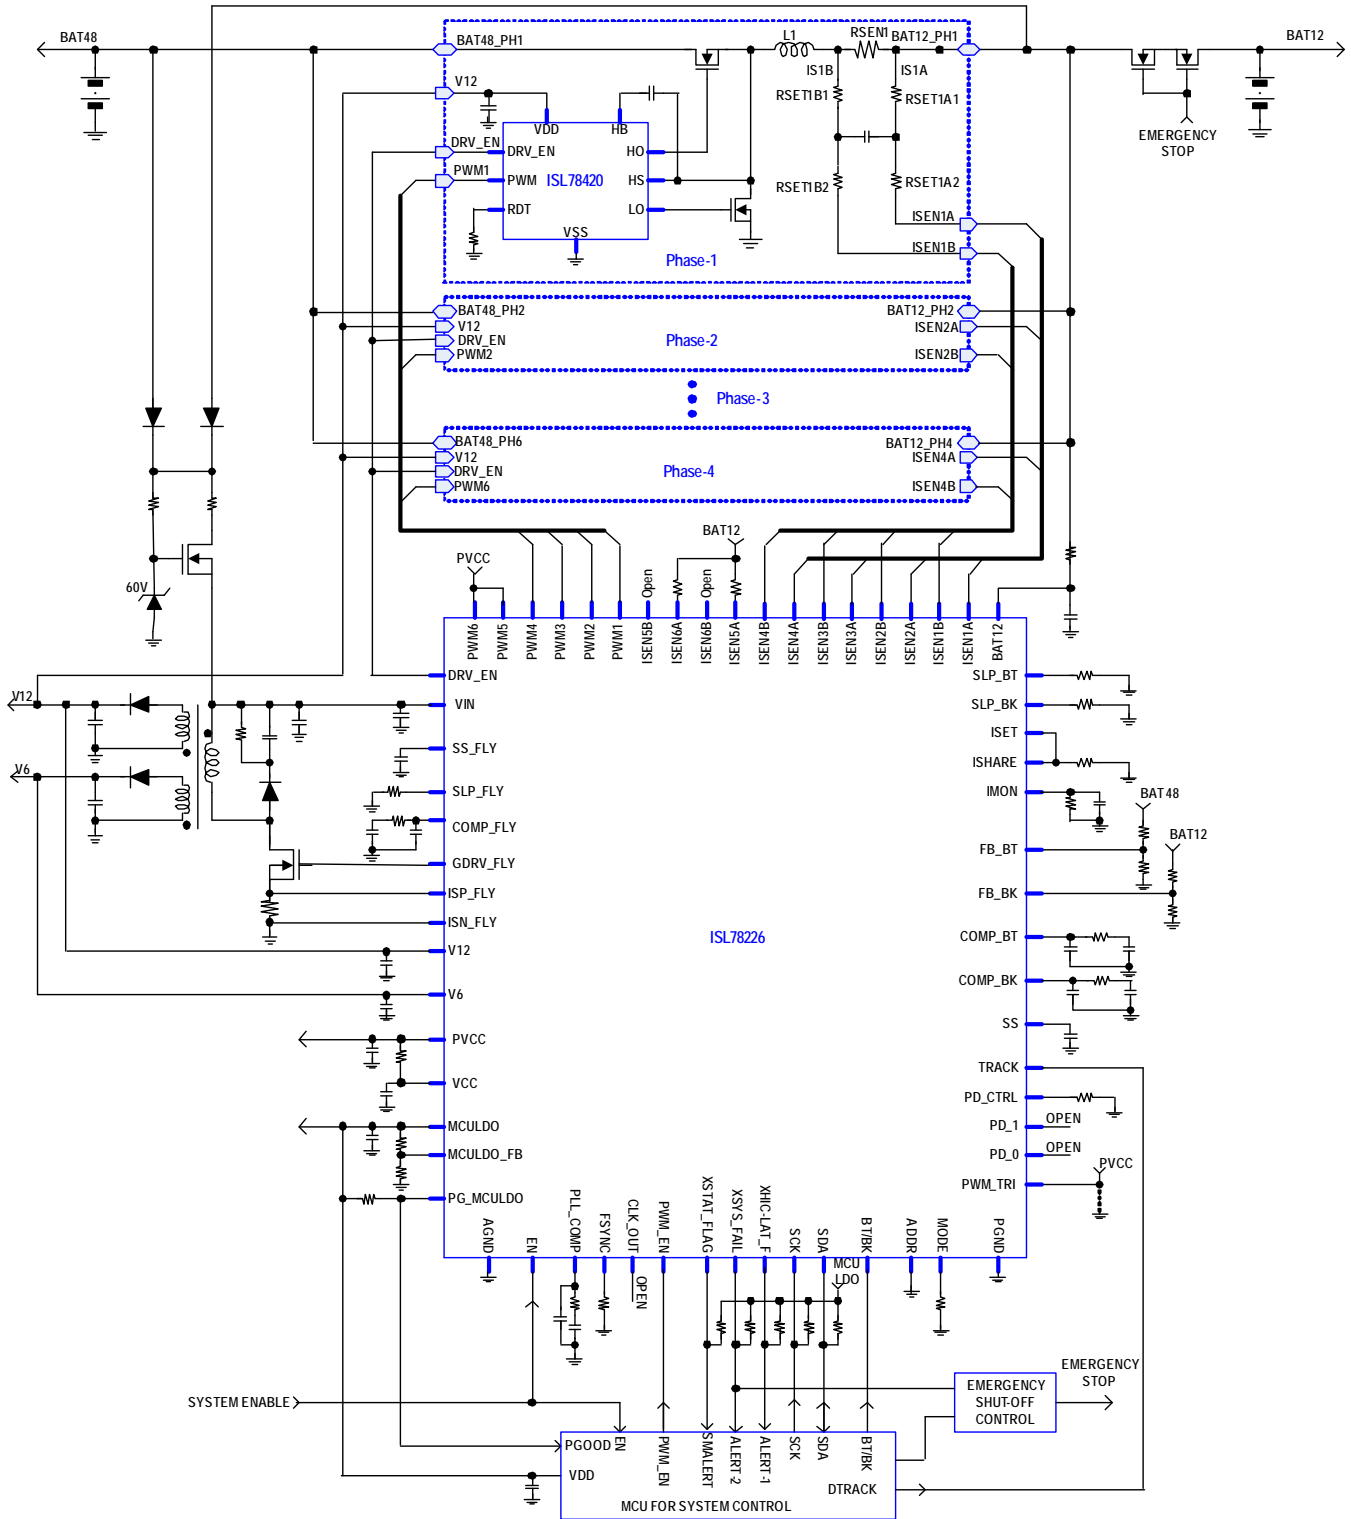 BAT48
BAT48_PH1
L1
RSEN1
BAT12_PH1
BAT12
IS1B
IS1A
V12
RSET1B1
RSET1A1
VDD
HB
EMERGENCY
STOP
DRV_EN
DRV_EN
HO
PWM1
PWM
ISL78420
HS
RSET1B2
RSET1A2
RDT
LO
ISEN1A
VSS
ISEN1B
Phase-1
BAT48_PH2
BAT12_PH2
V12
ISEN2A
DRV_EN
Phase-2
PWM2
ISEN2B
Phase-3
BAT48_PH6
BAT12_PH4
V12
ISEN4A
DRV_EN
Phase-4
PWM6
ISEN4B
BAT12
PVCC
Open
Open
60V
PWM6
PWM5
PWM4
PWM3
PWM2
PWM1
ISEN5B
ISEN6A
ISEN6B
ISEN5A
ISEN4B
ISEN4A
ISEN3B
ISEN3A
ISEN2B
ISEN2A
ISEN1B
ISEN1A
BAT12
DRV_EN
SLP_BT
V12
VIN
SLP_BK
ISET
SS_FLY
ISHARE
V6
SLP_FLY
IMON
BAT48
COMP_FLY
BAT12
FB_BT
GDRV_FLY
ISP_FLY
FB_BK
ISN_FLY
ISL78226
COMP_BT
V12
COMP_BK
V6
SS
PVCC
TRACK
VCC
PD_CTRL
MCULDO
PD_1
OPEN
MCULDO_FB
PD_0
OPEN
PVCC
PWM_TRI
PG_MCULDO
AGND
EN
PLL_COMP
FSYNC
CLK_OUT
PWM_EN
XSTAT_FLAG
XSYS_FAIL
XHIC-LAT_F
SCK
SDA
BT/BK
ADDR
MODE
PGND
MCU
LDO
OPEN
EMERGENCY
STOP
SYSTEM ENABLE
EMERGENCY
SHUT-OFF
CONTROL
PGOOD
EN
PWM_EN
SMALERT
ALERT-2
ALERT-1
SCK
SDA
BT/BK
VDD
DTRACK
MCU FOR SYSTEM CONTROL